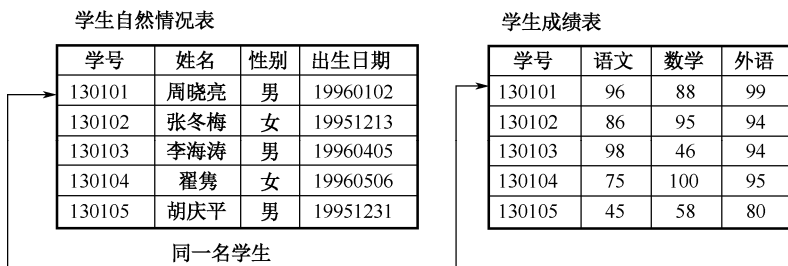 学生自然情况表
学号 姓名 性别 出生日期
130101 周晓亮 男 19960102
130102 张冬梅 女 19951213
130103 李海涛 男 19960405
130104 翟隽 女 19960506
130105 胡庆平 男 19951231
同一名学生
学生成绩表
学号 语文 数学 外语
130101 96 88 99
130102 86 95 94
130103 98 46 94
130104 75 100 95
130105 45 58 80